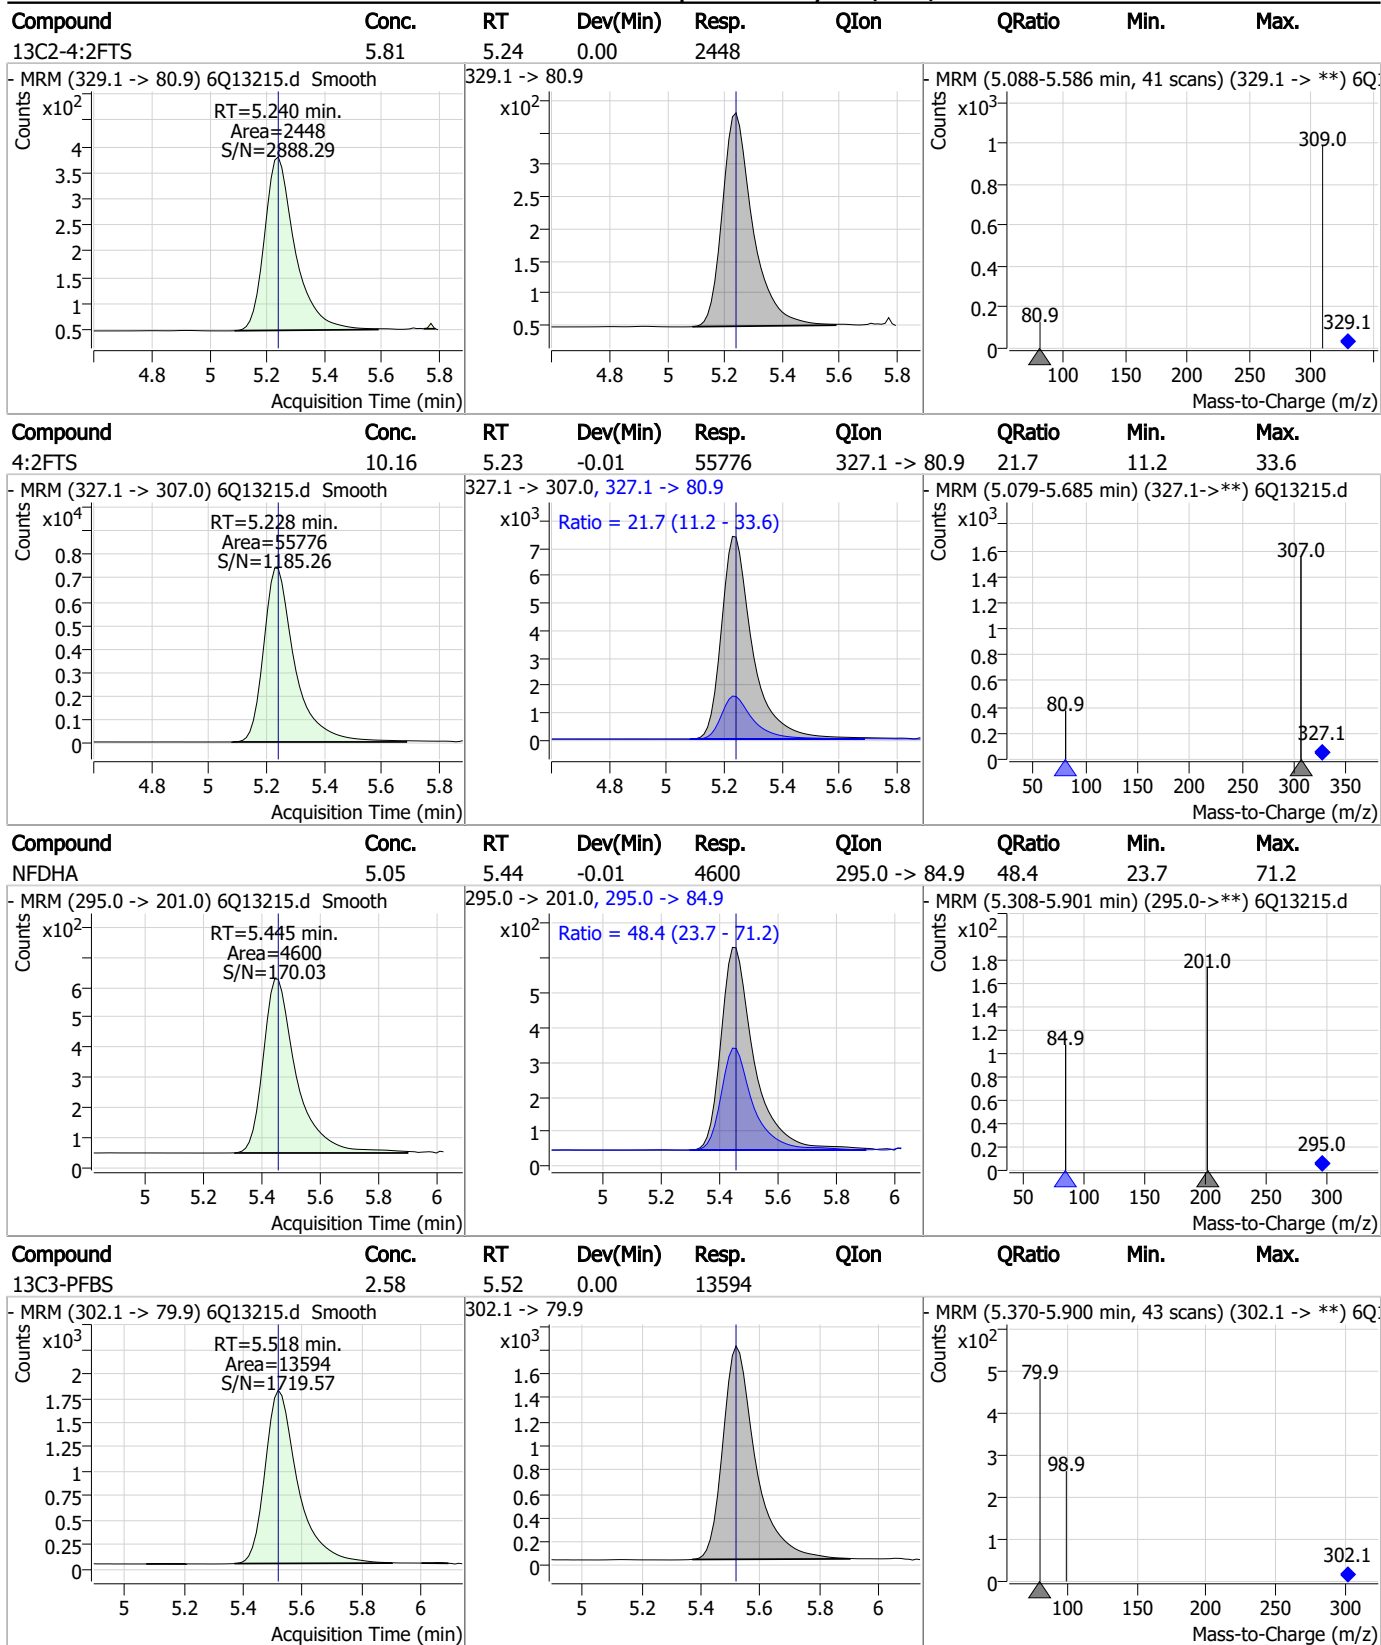 Compound Conc. RT Dev(Min) Resp. QIon QRatio Min. Max.
13C2-4:2FTS 5.81 5.24 0.00 2448
- MRM (329.1 -> 80.9) 6Q13215.d Smooth
Counts
x10²
RT=5.240 min.
Area=2448
S/N=2888.29
4
3.5
3
2.5
2
1.5
1
0.5
4.8 5 5.2 5.4 5.6 5.8
Acquisition Time (min)
329.1 -> 80.9
x10²
3
2.5
2
1.5
1
0.5
4.8 5 5.2 5.4 5.6 5.8
- MRM (5.088-5.586 min, 41 scans) (329.1 -> **) 6Q1
Counts
x10³
1
0.8
0.6
0.4
0.2
0
309.0
80.9
329.1
100 150 200 250 300
Mass-to-Charge (m/z)
Compound Conc. RT Dev(Min) Resp. QIon QRatio Min. Max.
4:2FTS 10.16 5.23 -0.01 55776 327.1 -> 80.9 21.7 11.2 33.6
- MRM (327.1 -> 307.0) 6Q13215.d Smooth
Counts
x10⁴
RT=5.228 min.
Area=55776
S/N=1185.26
0.8
0.7
0.6
0.5
0.4
0.3
0.2
0.1
0
4.8 5 5.2 5.4 5.6 5.8
Acquisition Time (min)
327.1 -> 307.0, 327.1 -> 80.9
x10³
Ratio = 21.7 (11.2 - 33.6)
7
6
5
4
3
2
1
0
4.8 5 5.2 5.4 5.6 5.8
- MRM (5.079-5.685 min) (327.1->**) 6Q13215.d
Counts
x10³
1.6
1.4
1.2
1
0.8
0.6
0.4
0.2
0
307.0
80.9
327.1
50 100 150 200 250 300 350
Mass-to-Charge (m/z)
Compound Conc. RT Dev(Min) Resp. QIon QRatio Min. Max.
NFDHA 5.05 5.44 -0.01 4600 295.0 -> 84.9 48.4 23.7 71.2
- MRM (295.0 -> 201.0) 6Q13215.d Smooth
Counts
x10²
RT=5.445 min.
Area=4600
S/N=170.03
6
5
4
3
2
1
0
5 5.2 5.4 5.6 5.8 6
Acquisition Time (min)
295.0 -> 201.0, 295.0 -> 84.9
x10²
Ratio = 48.4 (23.7 - 71.2)
5
4
3
2
1
0
5 5.2 5.4 5.6 5.8 6
- MRM (5.308-5.901 min) (295.0->**) 6Q13215.d
Counts
x10²
1.8
1.6
1.4
1.2
1
0.8
0.6
0.4
0.2
0
201.0
84.9
295.0
50 100 150 200 250 300
Mass-to-Charge (m/z)
Compound Conc. RT Dev(Min) Resp. QIon QRatio Min. Max.
13C3-PFBS 2.58 5.52 0.00 13594
- MRM (302.1 -> 79.9) 6Q13215.d Smooth
Counts
x10³
RT=5.518 min.
Area=13594
S/N=1719.57
2
1.75
1.5
1.25
1
0.75
0.5
0.25
0
5 5.2 5.4 5.6 5.8 6
Acquisition Time (min)
302.1 -> 79.9
x10³
1.6
1.4
1.2
1
0.8
0.6
0.4
0.2
0
5 5.2 5.4 5.6 5.8 6
- MRM (5.370-5.900 min, 43 scans) (302.1 -> **) 6Q1
Counts
x10²
5
4
3
2
1
0
79.9
98.9
302.1
100 150 200 250 300
Mass-to-Charge (m/z)